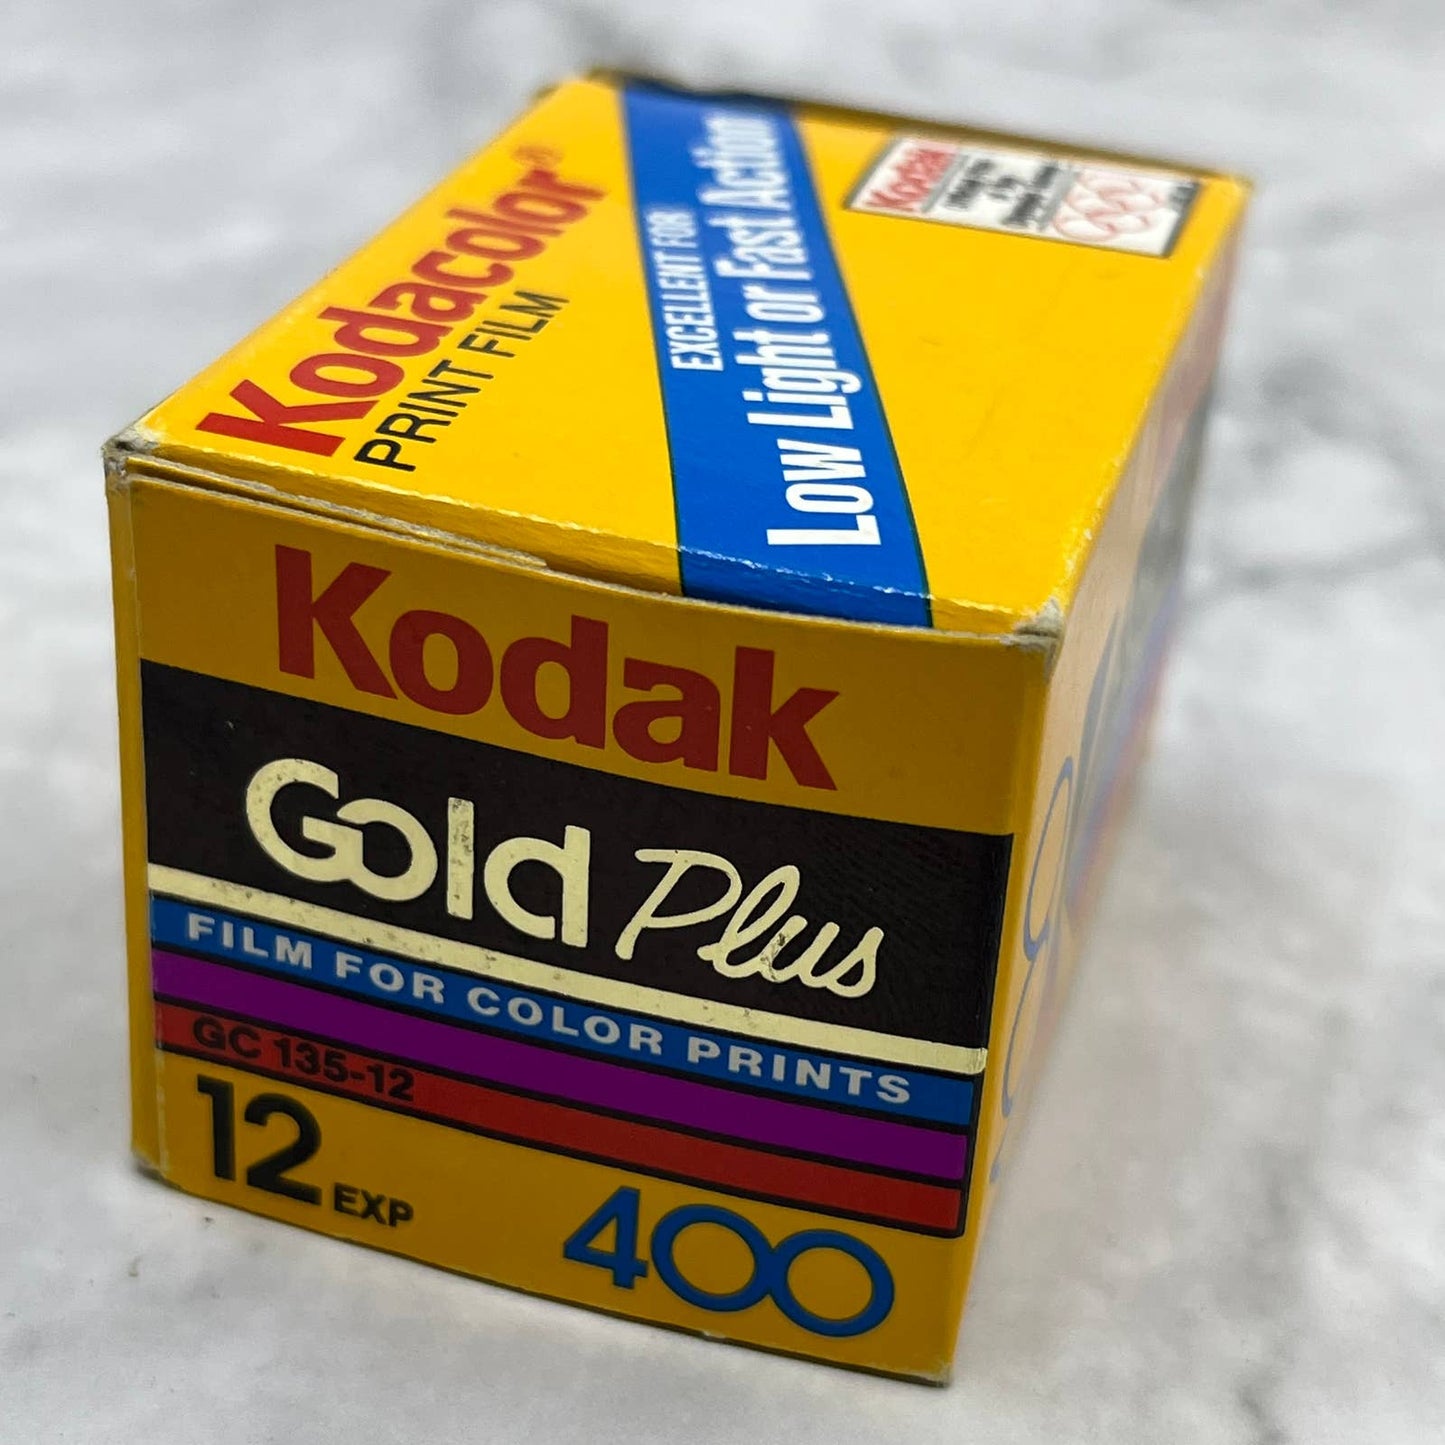 Kodacolor®
PRINT FILM
EXCELLENT FOR
Low Light or Fast Action
Kodak
Kodak
Gold Plus
FILM FOR COLOR PRINTS
GC 135-12
12 EXP
400